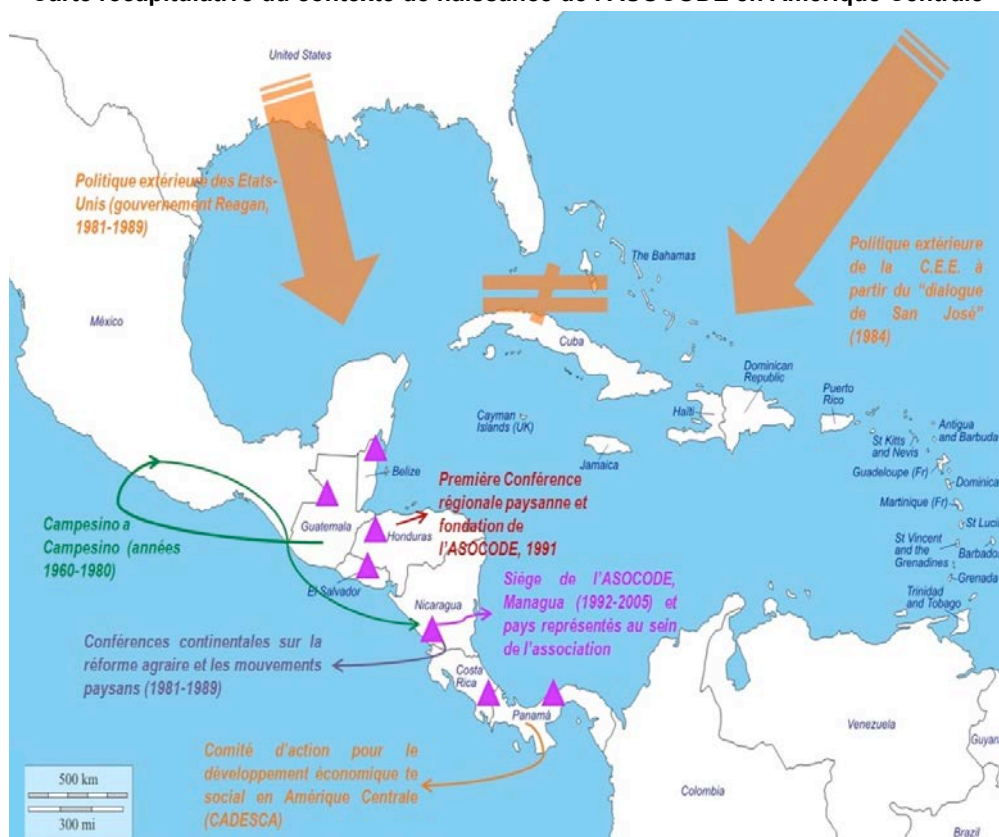 Carte récapitulative du contexte de naissance de l'ASOCODE en Amérique Centrale
United States
Politique extérieure des Etats-
Unis (gouvernement Reagan,
1981-1989)
The Bahamas
Politique extérieure
de la C.E.E. à
partir du "dialogue
de San José"
(1984)
México
Cuba
Dominican
Republic
Puerto
Rico
Haïti
Cayman
Islands (UK)
Jamaica
St Kitts
and Nevis
Antigua
and Barbuda
Guadeloupe (Fr)
Dominica
Martinique (Fr)
St Luci
St Vincent
and the
Grenadines
Barbado
Grenada
Trinidad
and Tobago
Belize
Première Conférence
régionale paysanne et
fondation de
l'ASOCODE, 1991
Guatemala
Honduras
Campesino a
Campesino (années
1960-1980)
El Salvador
Nicaragua
Siège de l'ASOCODE,
Managua (1992-2005) et
pays représentés au sein
de l'association
Conférences continentales sur la
réforme agraire et les mouvements
paysans (1981-1989)
Costa
Rica
Panamá
Venezuela
Guyan
Comité d'action pour le
développement économique te
social en Amérique Centrale
(CADESCA)
Colombia
Brazil
500 km
300 mi